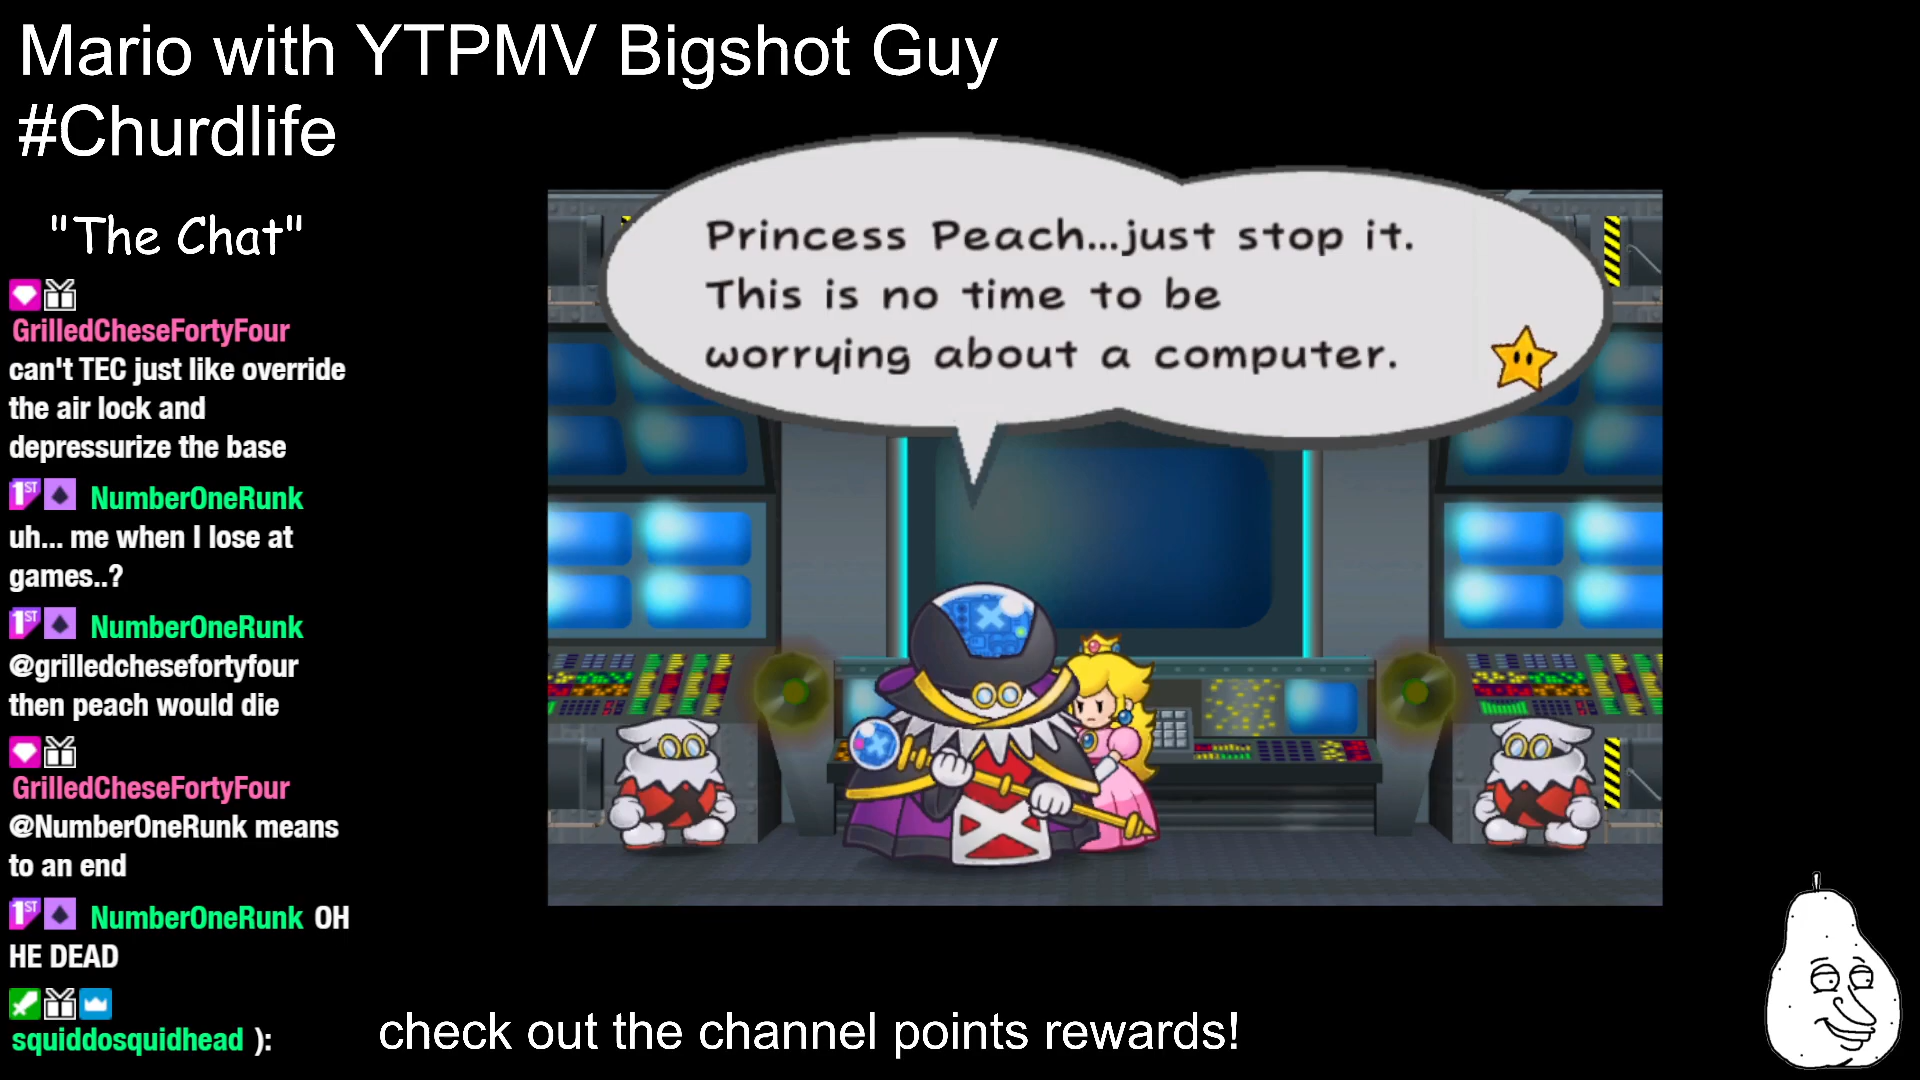 Mario with YTPMV Bigshot Guy
#Churdlife
"The Chat"
GrilledCheseFortyFour
can't TEC just like override
the air lock and
depressurize the base
1ST NumberOneRunk
uh... me when I lose at
games..?
1ST NumberOneRunk
@grilledchesefortyfour
then peach would die
GrilledCheseFortyFour
@NumberOneRunk means
to an end
1ST NumberOneRunk OH
HE DEAD
squiddosquidhead ):
Princess Peach...just stop it.
This is no time to be
worrying about a computer.
check out the channel points rewards!